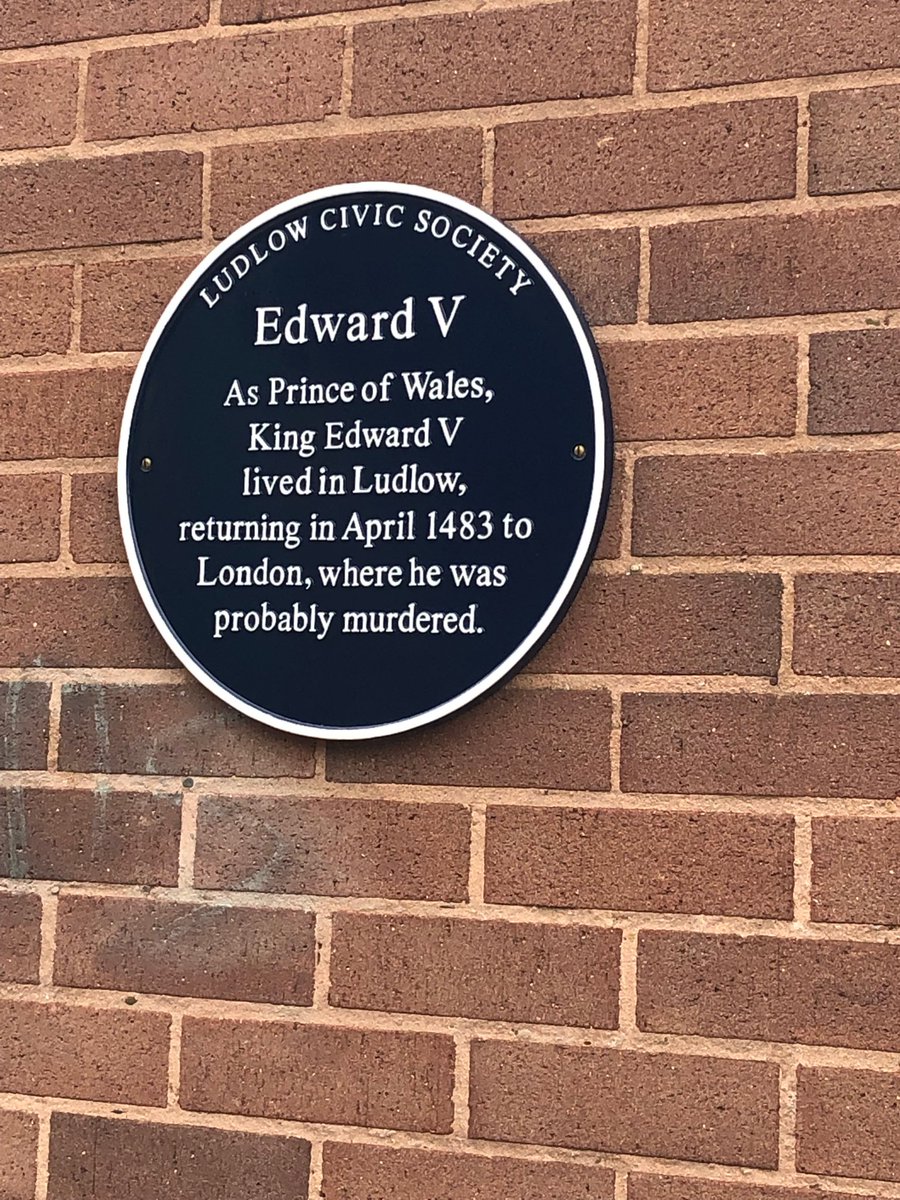 LUDLOW CIVIC SOCIETY
Edward V
As Prince of Wales,
King Edward V
lived in Ludlow,
returning in April 1483 to
London, where he was
probably murdered.